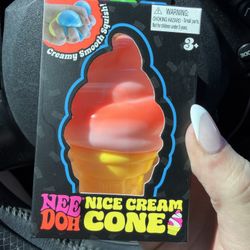 Creamy Smooth Squish!
WARNING:
CHOKING HAZARD - Small parts.
Not for children under 3 years.
3+
NEE DOH
NICE CREAM
CONE